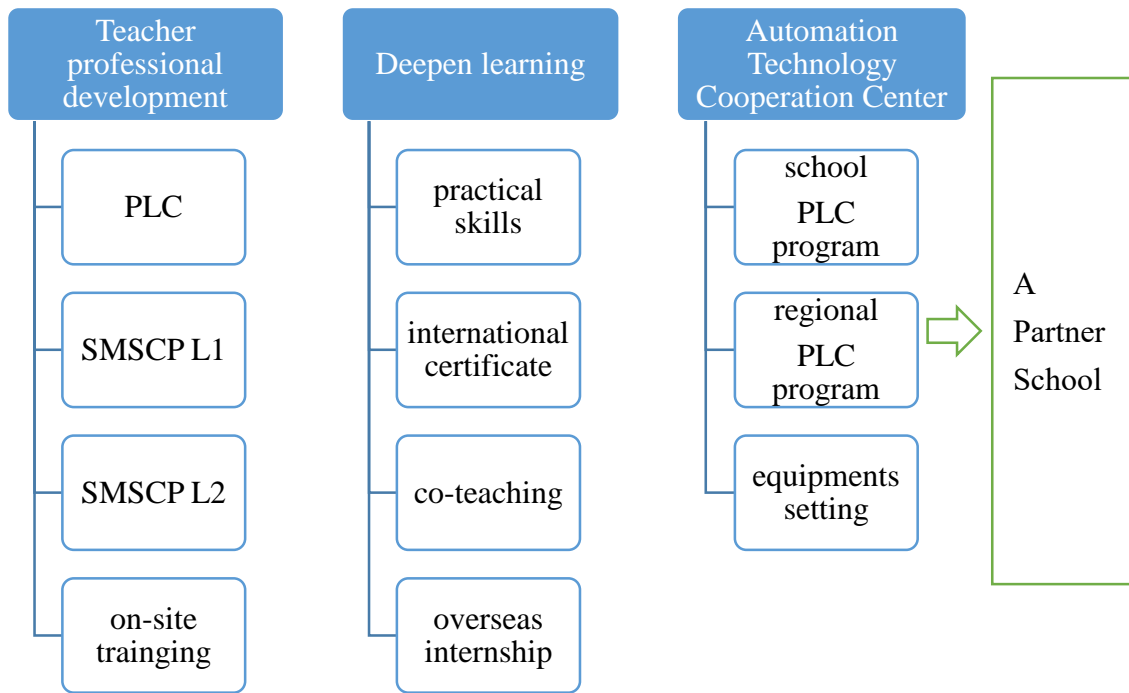 Teacher
professional
development
PLC
SMSCP L1
SMSCP L2
on-site
trainging
Deepen learning
practical
skills
international
certificate
co-teaching
overseas
internship
Automation
Technology
Cooperation Center
school
PLC
program
regional
PLC
program
equipments
setting
A
Partner
School